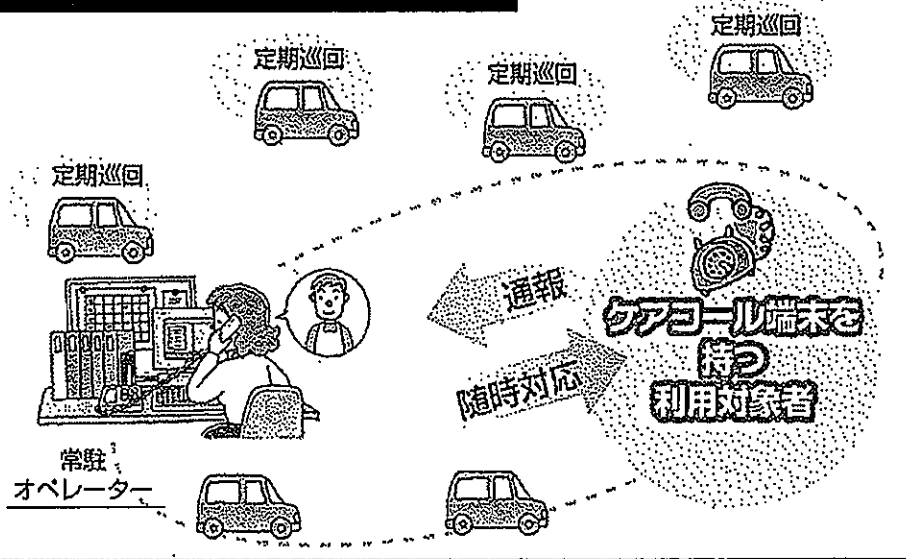 定期巡回
定期巡回
定期巡回
定期巡回
通報
ケアコール端末を
持つ
利用対象者
随時対応
常駐
オペレーター